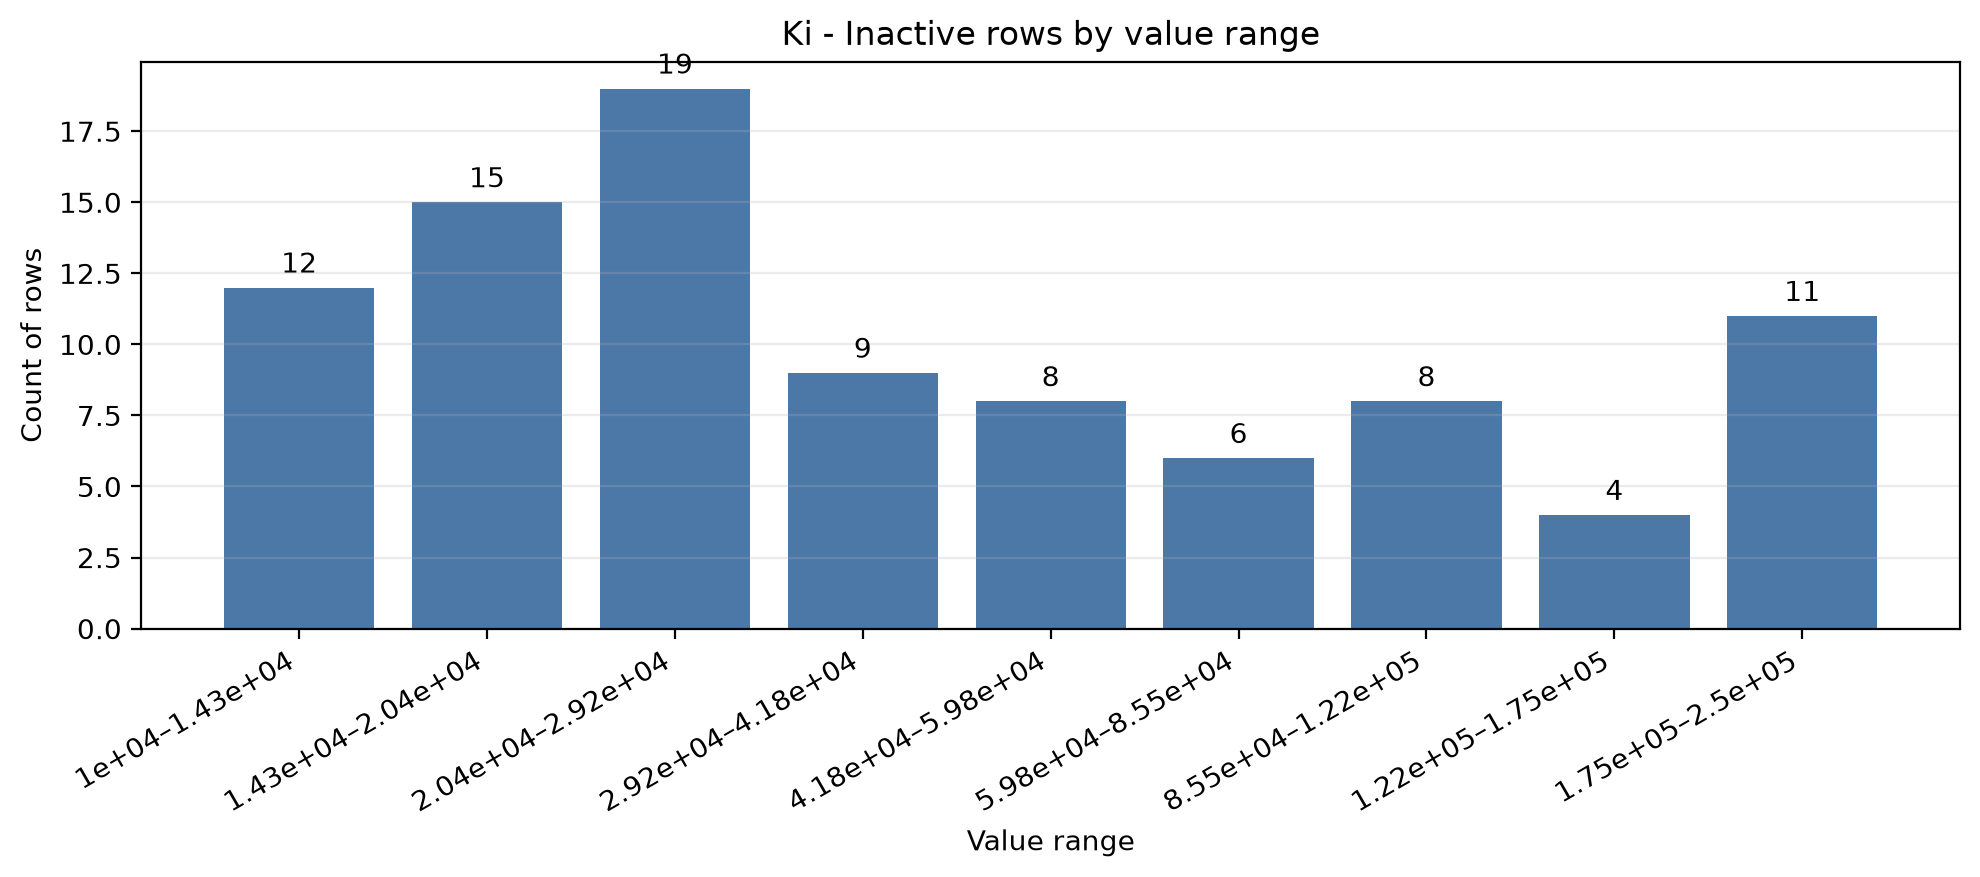 Ki - Inactive rows by value range
Count of rows
17.5
15.0
12.5
10.0
7.5
5.0
2.5
0.0
12
15
19
9
8
6
8
4
11
1e+04–1.43e+04
1.43e+04–2.04e+04
2.04e+04–2.92e+04
2.92e+04–4.18e+04
4.18e+04–5.98e+04
5.98e+04–8.55e+04
8.55e+04–1.22e+05
1.22e+05–1.75e+05
1.75e+05–2.5e+05
Value range